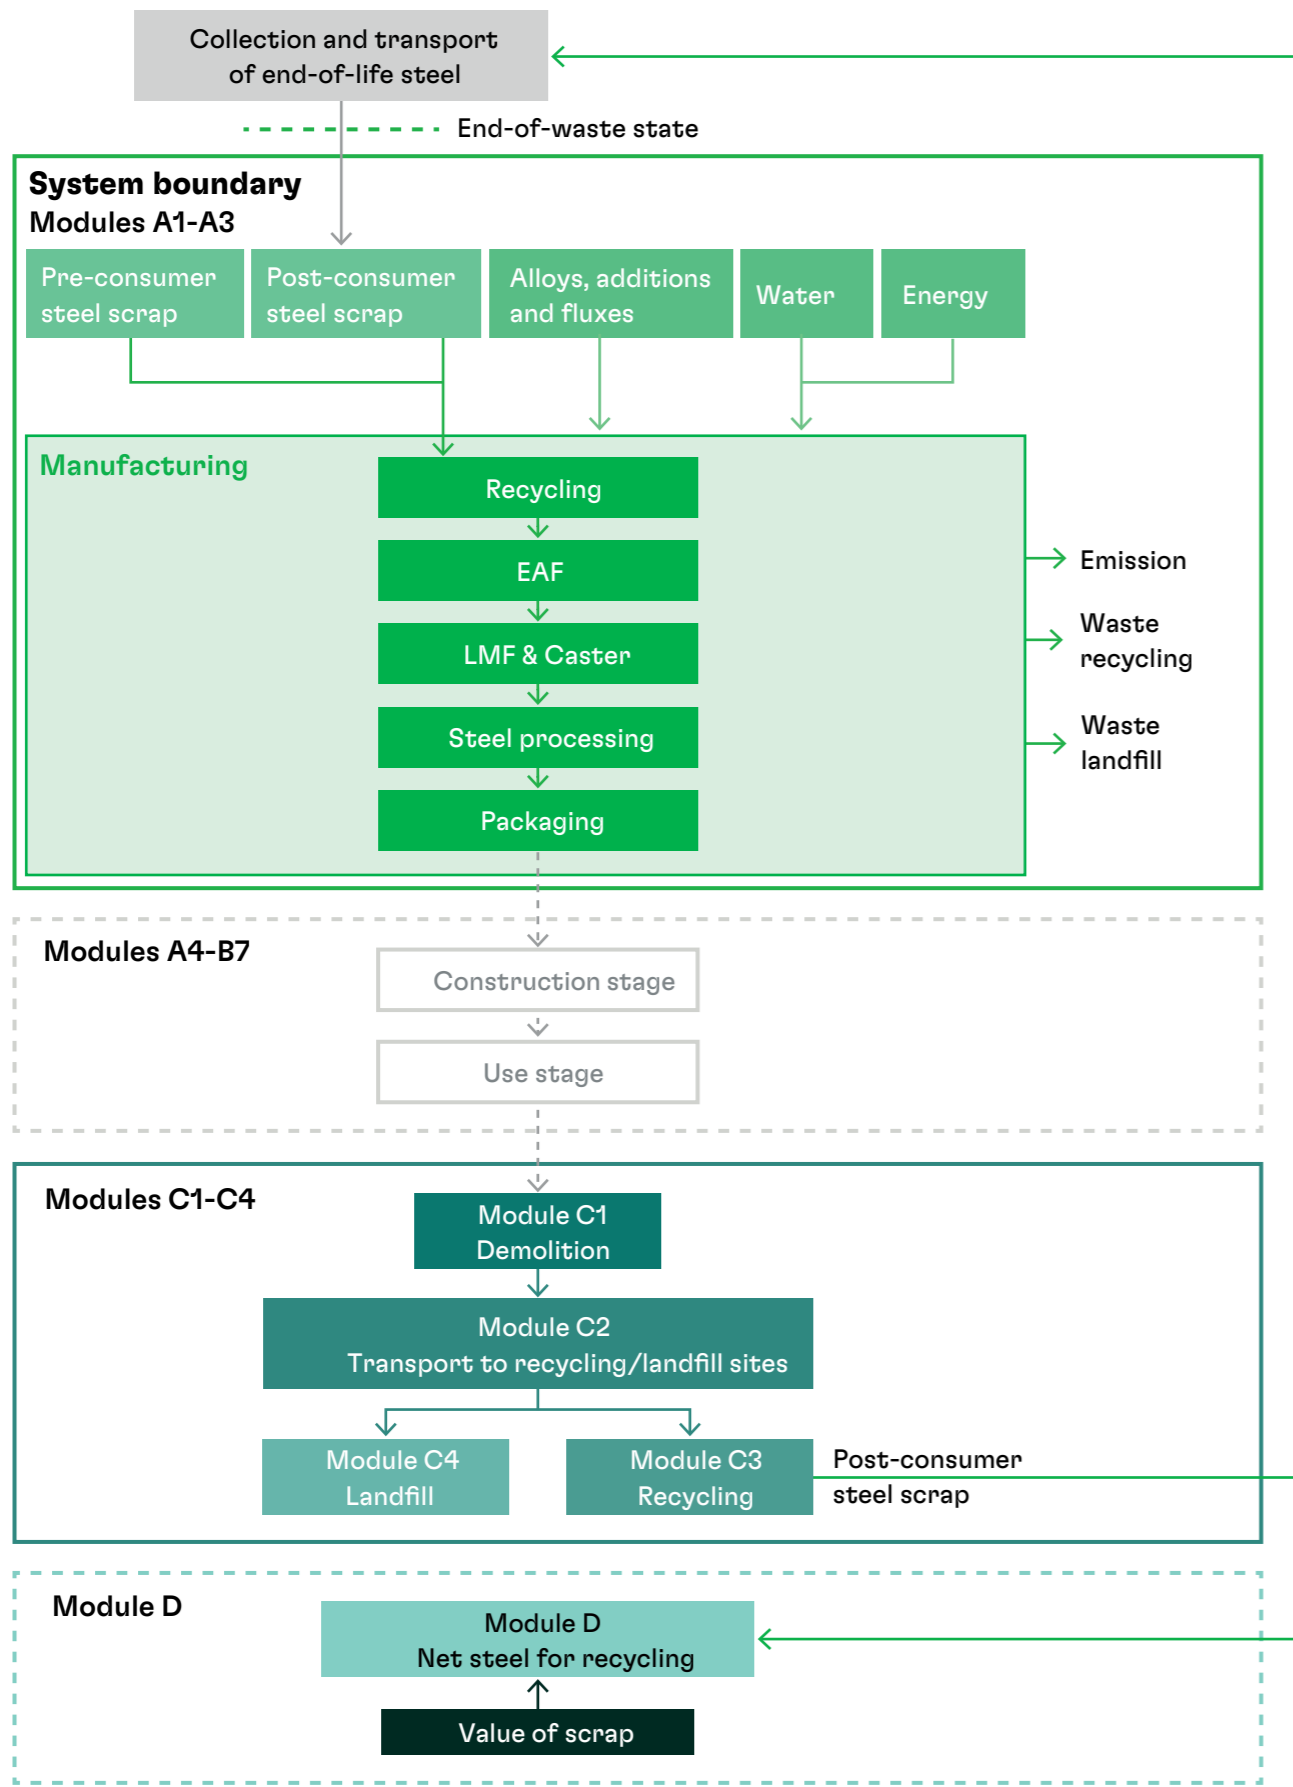 Collection and transport
of end-of-life steel
End-of-waste state
System boundary
Modules A1-A3
Pre-consumer
steel scrap
Post-consumer
steel scrap
Alloys, additions
and fluxes
Water
Energy
Manufacturing
Recycling
EAF
LMF & Caster
Steel processing
Packaging
Emission
Waste
recycling
Waste
landfill
Modules A4-B7
Construction stage
Use stage
Modules C1-C4
Module C1
Demolition
Module C2
Transport to recycling/landfill sites
Module C4
Landfill
Module C3
Recycling
Post-consumer
steel scrap
Module D
Module D
Net steel for recycling
Value of scrap